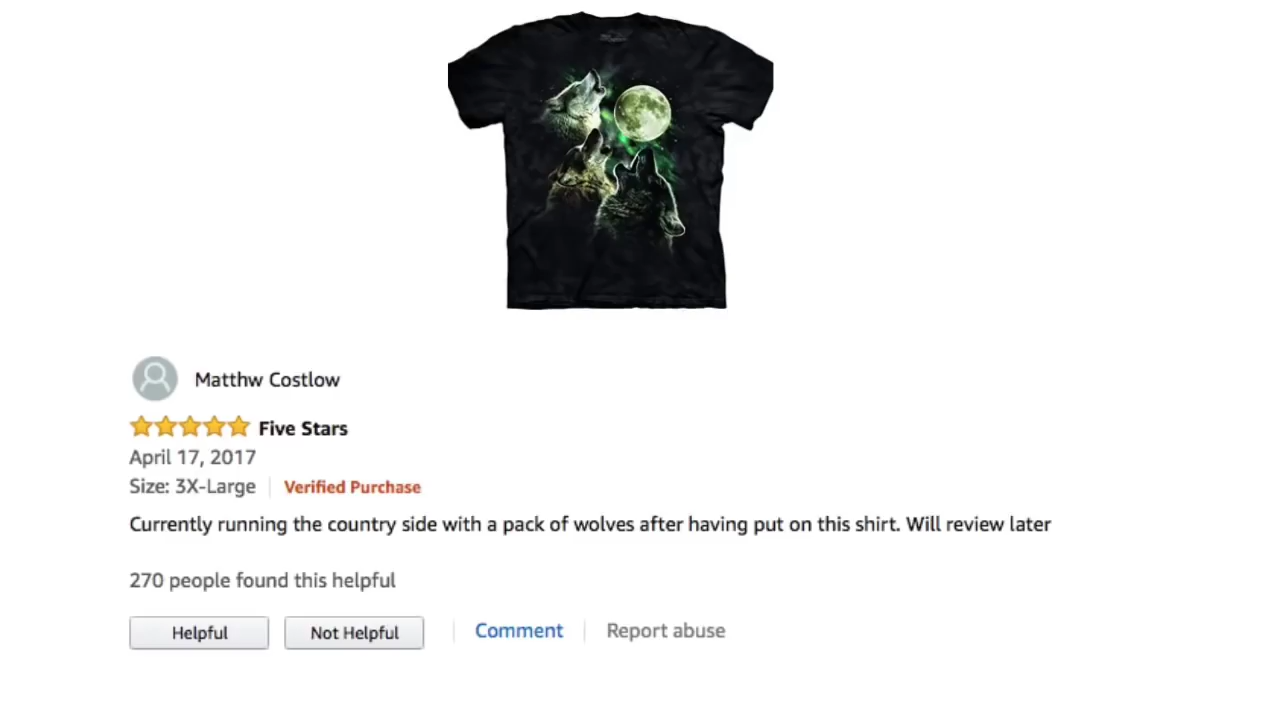 Matthw Costlow
Five Stars
April 17, 2017
Size: 3X-Large
Verified Purchase
Currently running the country side with a pack of wolves after having put on this shirt. Will review later
270 people found this helpful
Helpful
Not Helpful
Comment
Report abuse